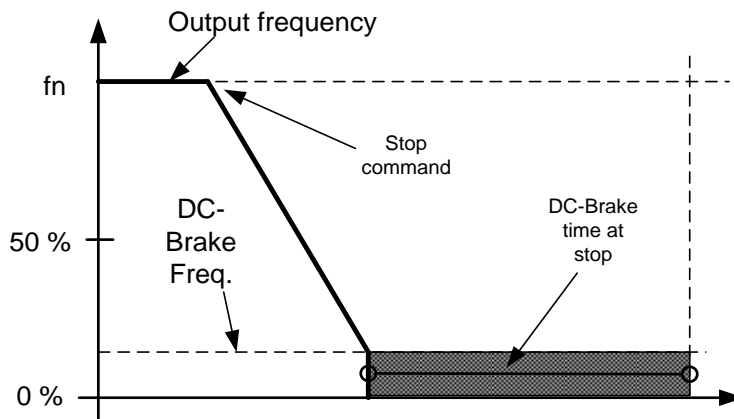 Output frequency
fn
Stop
command
DC-
Brake
Freq.
DC-Brake
time at
stop
50 %
0 %